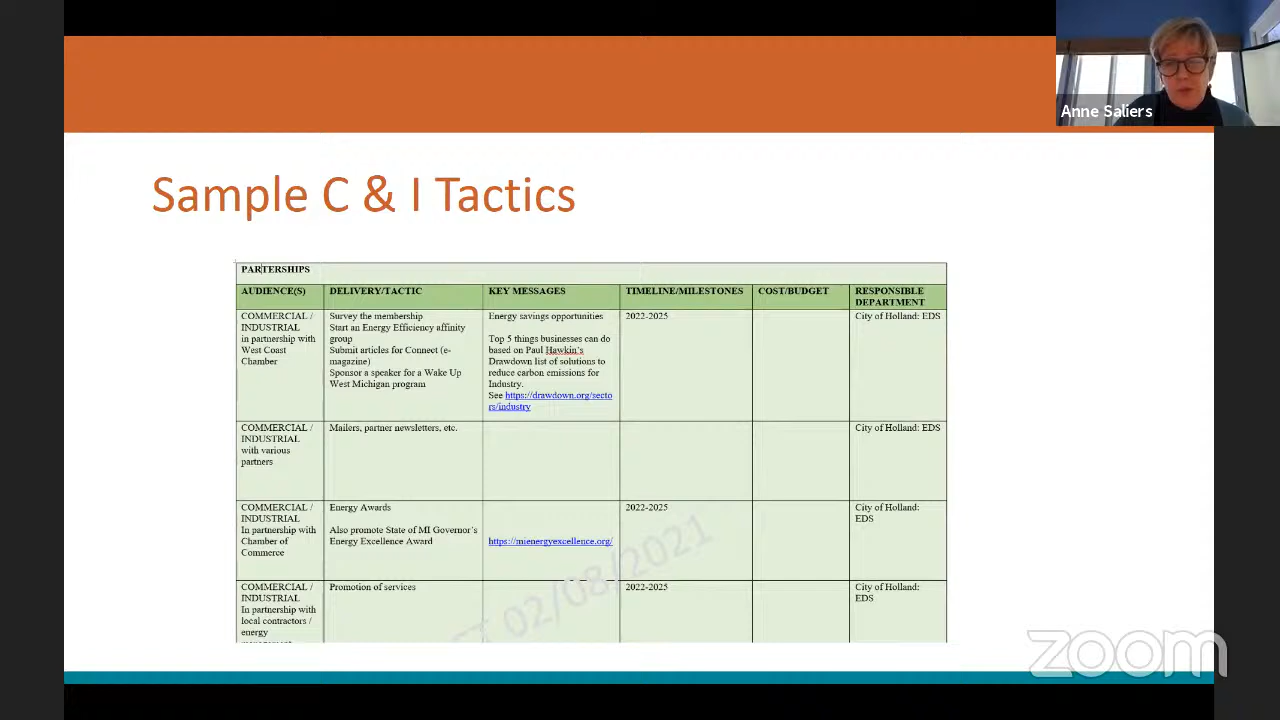 Anne Saliers
Sample C & I Tactics
PARTERSHIPS
AUDIENCE(S)
DELIVERY/TACTIC
KEY MESSAGES
TIMELINE/MILESTONES
COST/BUDGET
RESPONSIBLE
DEPARTMENT
COMMERCIAL /
INDUSTRIAL
in partnership with
West Coast
Chamber
Survey the membership
Start an Energy Efficiency affinity
group
Submit articles for Connect (e-
magazine)
Sponsor a speaker for a Wake Up
West Michigan program
Energy savings opportunities
Top 5 things businesses can do
based on Paul Hawkin's
Drawdown list of solutions to
reduce carbon emissions for
Industry.
See https://drawdown.org/secto
rs/industry
2022-2025
City of Holland: EDS
COMMERCIAL /
INDUSTRIAL
with various
partners
Mailers, partner newsletters, etc.
City of Holland: EDS
COMMERCIAL /
INDUSTRIAL
In partnership with
Chamber of
Commerce
Energy Awards
Also promote State of MI Governor's
Energy Excellence Award
https://mienergyexcellence.org/
2022-2025
City of Holland:
EDS
COMMERCIAL /
INDUSTRIAL
In partnership with
local contractors /
energy
Promotion of services
2022-2025
City of Holland:
EDS
02/08/2021
zoom